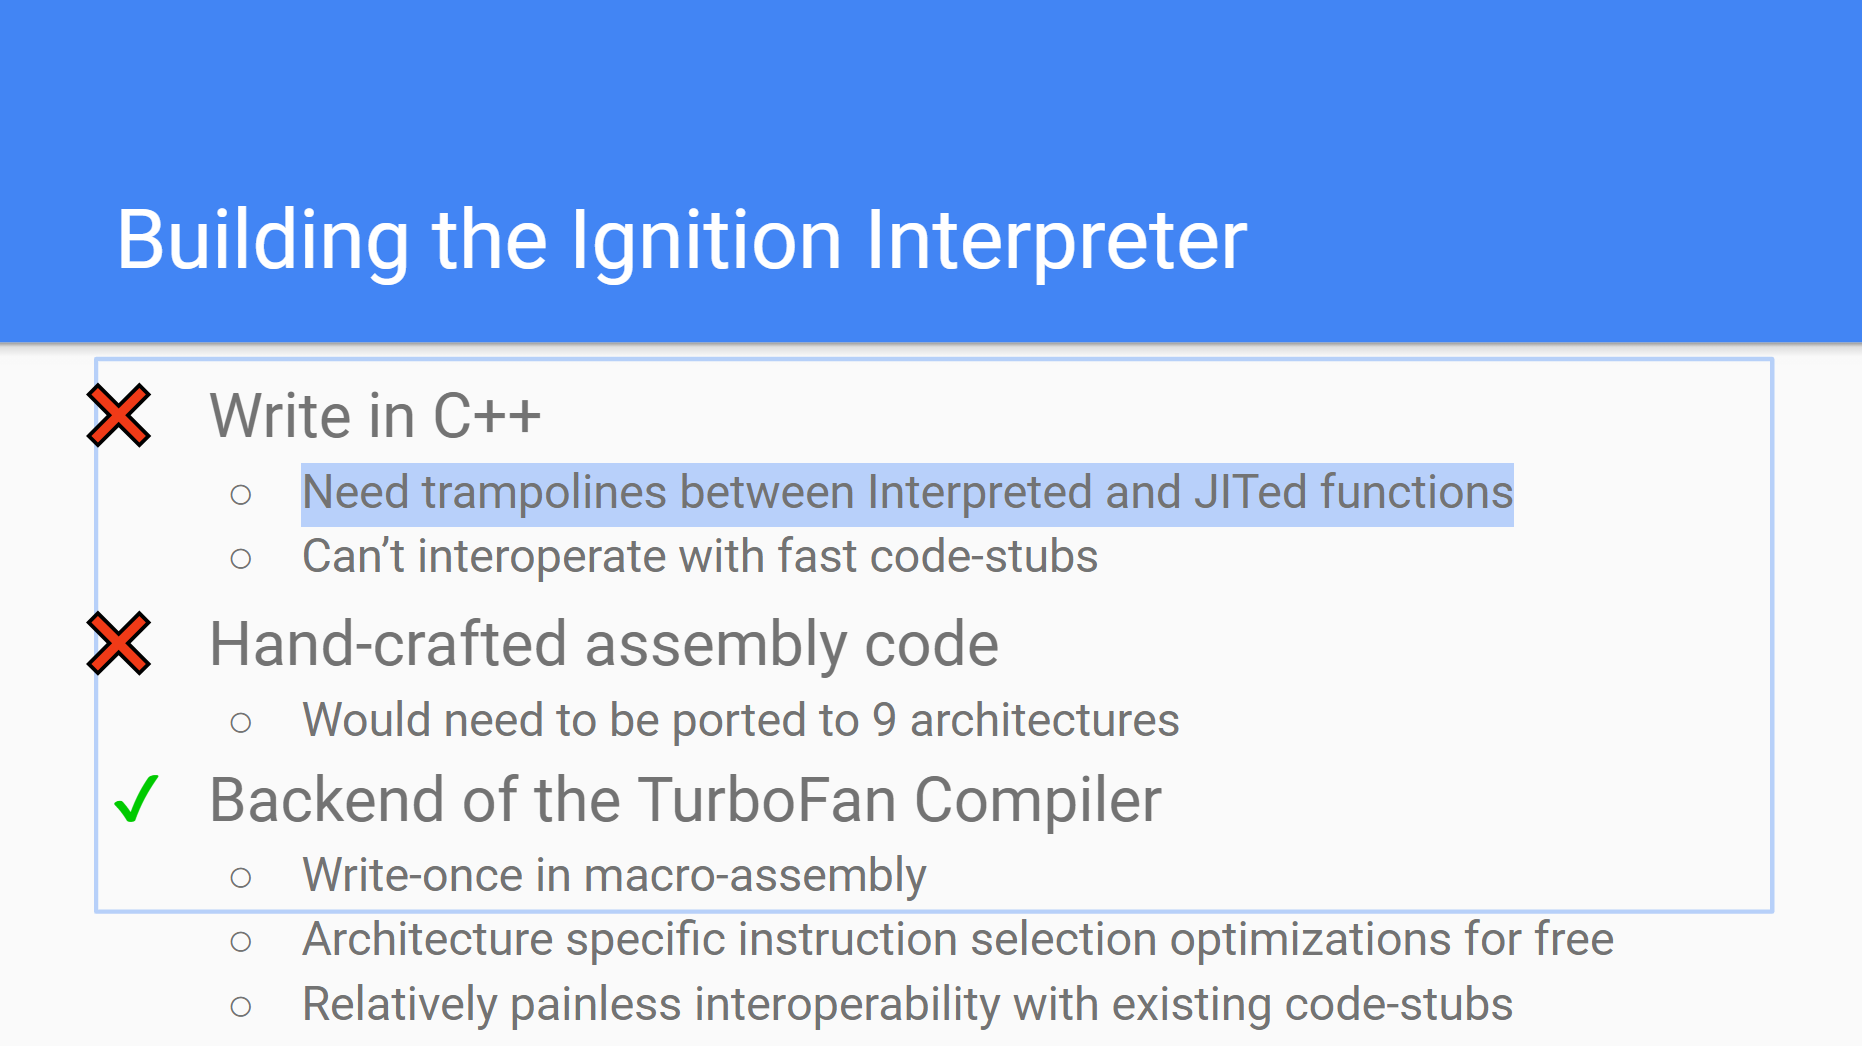 Building the Ignition Interpreter
Write in C++
○ Need trampolines between Interpreted and JITed functions
○ Can’t interoperate with fast code-stubs
Hand-crafted assembly code
○ Would need to be ported to 9 architectures
Backend of the TurboFan Compiler
○ Write-once in macro-assembly
○ Architecture specific instruction selection optimizations for free
○ Relatively painless interoperability with existing code-stubs